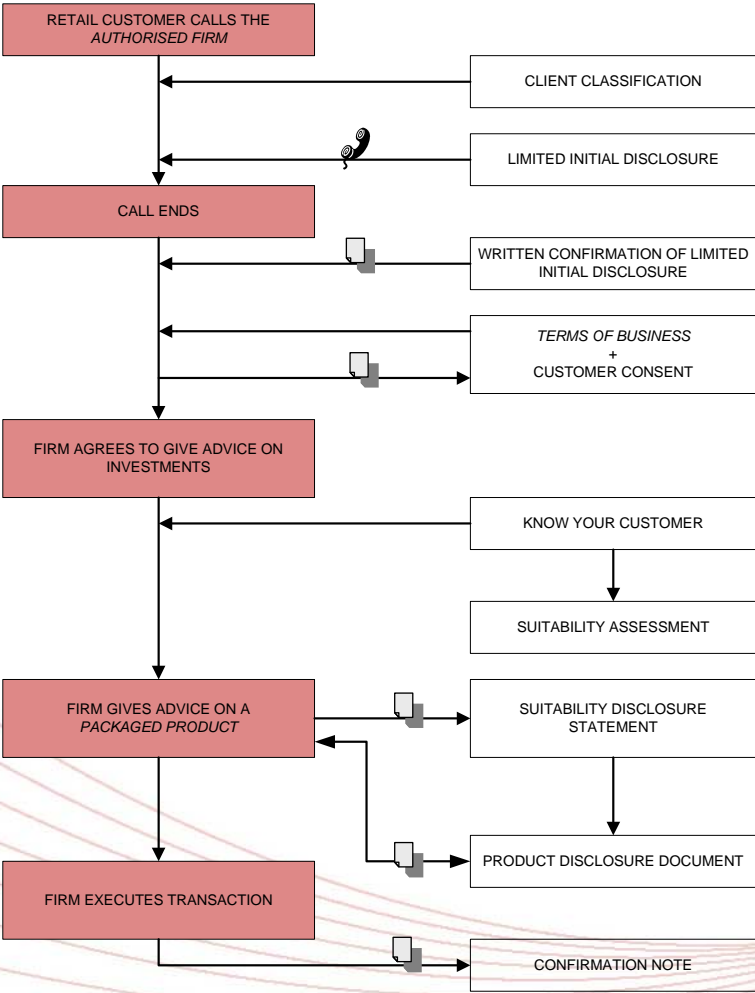 RETAIL CUSTOMER CALLS THE
AUTHORISED FIRM
CLIENT CLASSIFICATION
LIMITED INITIAL DISCLOSURE
CALL ENDS
WRITTEN CONFIRMATION OF LIMITED
INITIAL DISCLOSURE
TERMS OF BUSINESS
+
CUSTOMER CONSENT
FIRM AGREES TO GIVE ADVICE ON
INVESTMENTS
KNOW YOUR CUSTOMER
SUITABILITY ASSESSMENT
FIRM GIVES ADVICE ON A
PACKAGED PRODUCT
SUITABILITY DISCLOSURE
STATEMENT
PRODUCT DISCLOSURE DOCUMENT
FIRM EXECUTES TRANSACTION
CONFIRMATION NOTE